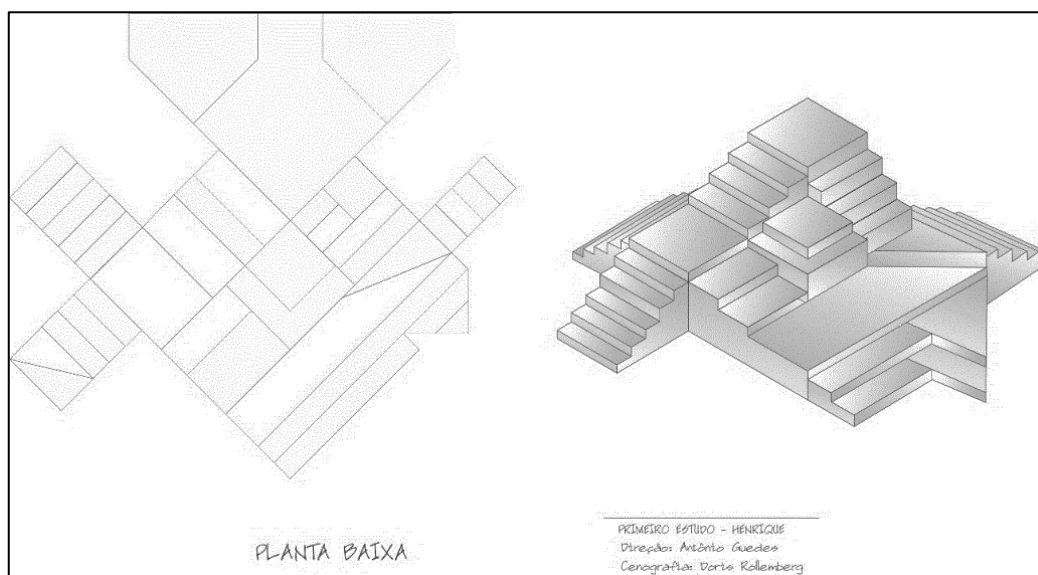 PLANTA BAIXA
PRIMEIRO ESTUDO - HENRIQUE
Direção: Antônio Guedes
Cenografia: Doris Rollemberg